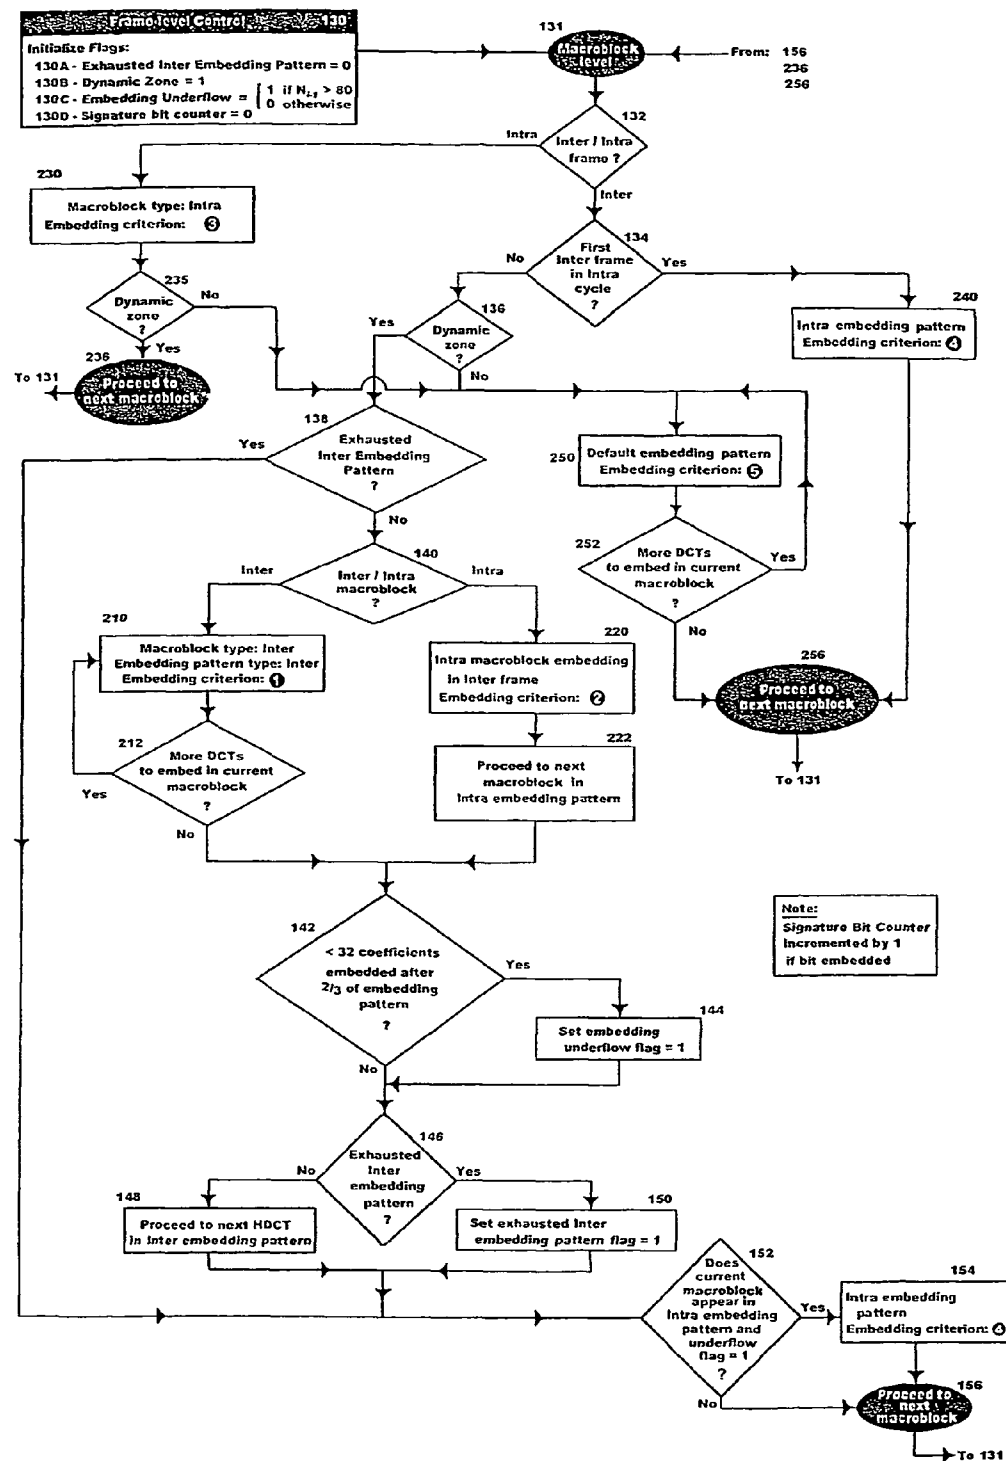 Frame level Control 130
Initialize Flags:
130A - Exhausted Inter Embedding Pattern = 0
130B - Dynamic Zone = 1
130C - Embedding Underflow = { 1 if N > 80
0 otherwise
130D - Signature bit counter = 0
131
Macroblock
level
From: 156
236
256
132
Inter / Intra
frame ?
Intra
Inter
230
Macroblock type: Intra
Embedding criterion: 3
134
First
Inter frame
in Intra
cycle
?
No
Yes
235
Dynamic
zone
?
No
Yes
136
Dynamic
zone
?
Yes
No
240
Intra embedding pattern
Embedding criterion: 4
236
Proceed to
next macroblock
To 131
138
Exhausted
Inter Embedding
Pattern
?
Yes
No
250
Default embedding pattern
Embedding criterion: 5
252
More DCTs
to embed in current
macroblock
?
Yes
No
140
Inter / Intra
macroblock
?
Inter
Intra
210
Macroblock type: Inter
Embedding pattern type: Inter
Embedding criterion: 1
220
Intra macroblock embedding
in Inter frame
Embedding criterion: 2
256
Proceed to
next macroblock
To 131
212
More DCTs
to embed in current
macroblock
?
Yes
No
222
Proceed to next
macroblock in
Intra embedding pattern
142
< 32 coefficients
embedded after
2/3 of embedding
pattern
?
Yes
No
Note:
Signature Bit Counter
Incremented by 1
if bit embedded
144
Set embedding
underflow flag = 1
146
Exhausted
Inter
embedding
pattern
?
No
Yes
148
Proceed to next HDCT
in Inter embedding pattern
150
Set exhausted Inter
embedding pattern flag = 1
152
Does
current
macroblock
appear in
Intra embedding
pattern and
underflow
flag = 1
?
Yes
No
154
Intra embedding
pattern
Embedding criterion: 4
156
Proceed to
next
macroblock
To 131